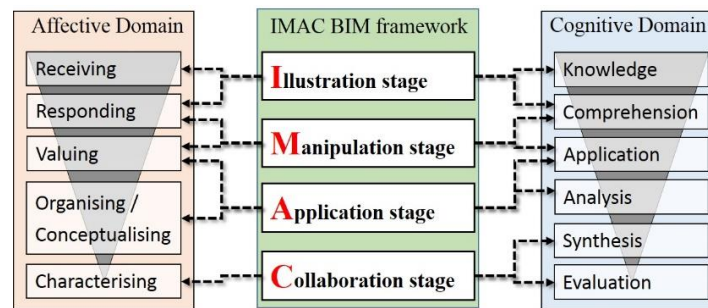 Affective Domain
Receiving
Responding
Valuing
Organising /
Conceptualising
Characterising
IMAC BIM framework
Illustration stage
Manipulation stage
Application stage
Collaboration stage
Cognitive Domain
Knowledge
Comprehension
Application
Analysis
Synthesis
Evaluation